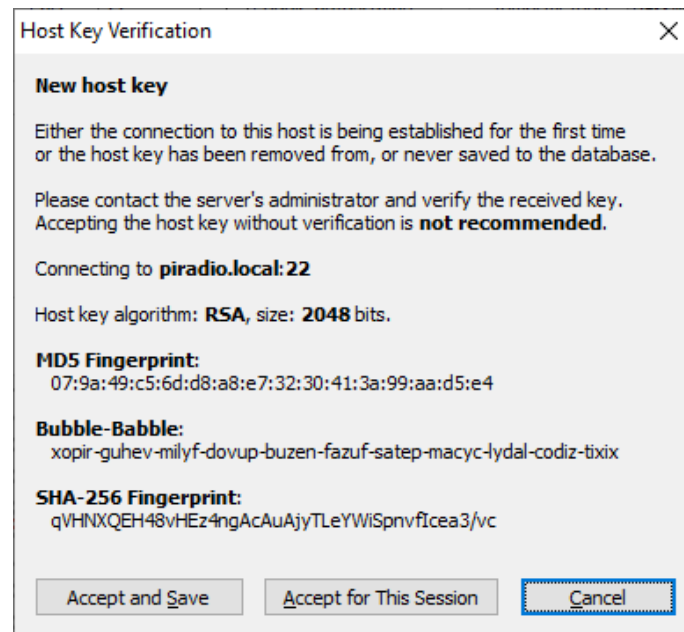 Host Key Verification
New host key
Either the connection to this host is being established for the first time
or the host key has been removed from, or never saved to the database.
Please contact the server's administrator and verify the received key.
Accepting the host key without verification is not recommended.
Connecting to piradio.local:22
Host key algorithm: RSA, size: 2048 bits.
MD5 Fingerprint:
07:9a:49:c5:6d:d8:a8:e7:32:30:41:3a:99:aa:d5:e4
Bubble-Babble:
xopir-guhev-milyf-dovup-buzen-fazuf-satep-macyc-lydal-codiz-tixix
SHA-256 Fingerprint:
qVHNXQEH48vHEz4ngAcAuAjyTLeYWiSpnvfIcea3/vc
Accept and Save
Accept for This Session
Cancel